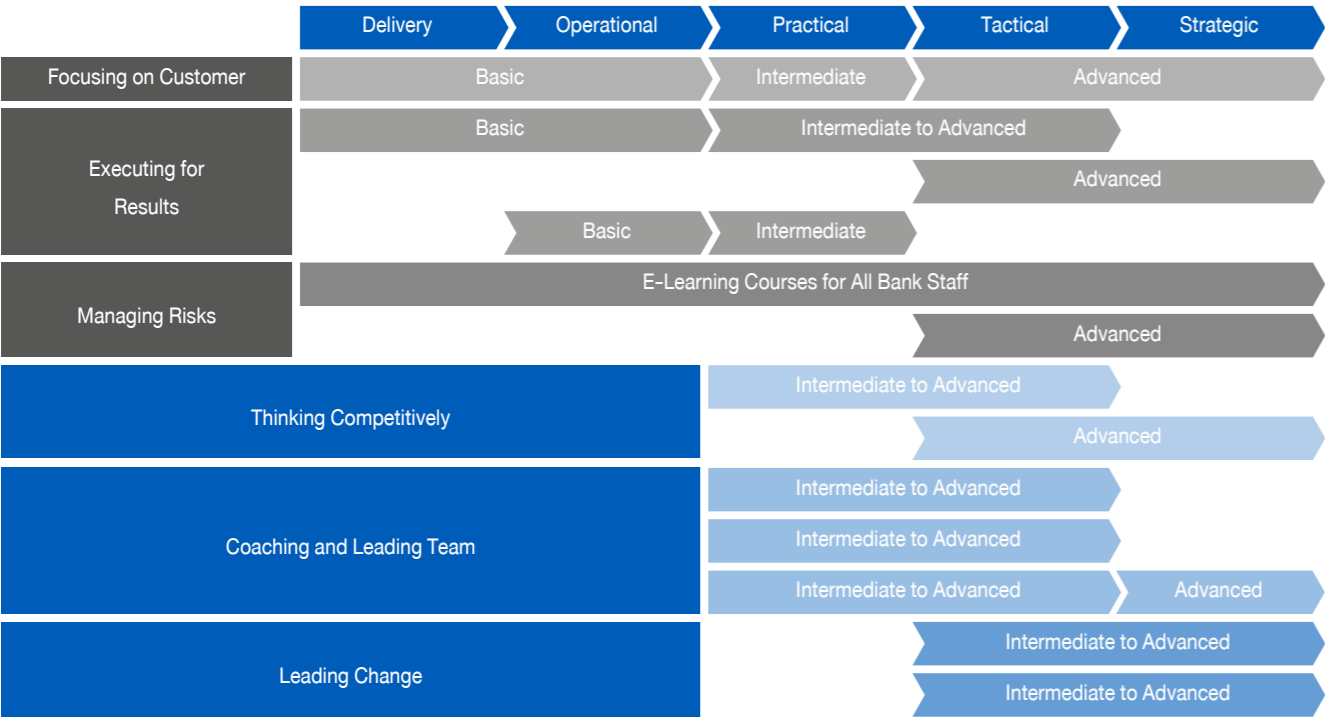 Delivery
Operational
Practical
Tactical
Strategic
Focusing on Customer
Basic
Intermediate
Advanced
Executing for
Results
Basic
Intermediate to Advanced
Advanced
Basic
Intermediate
Managing Risks
E-Learning Courses for All Bank Staff
Advanced
Thinking Competitively
Intermediate to Advanced
Advanced
Coaching and Leading Team
Intermediate to Advanced
Intermediate to Advanced
Intermediate to Advanced
Advanced
Leading Change
Intermediate to Advanced
Intermediate to Advanced